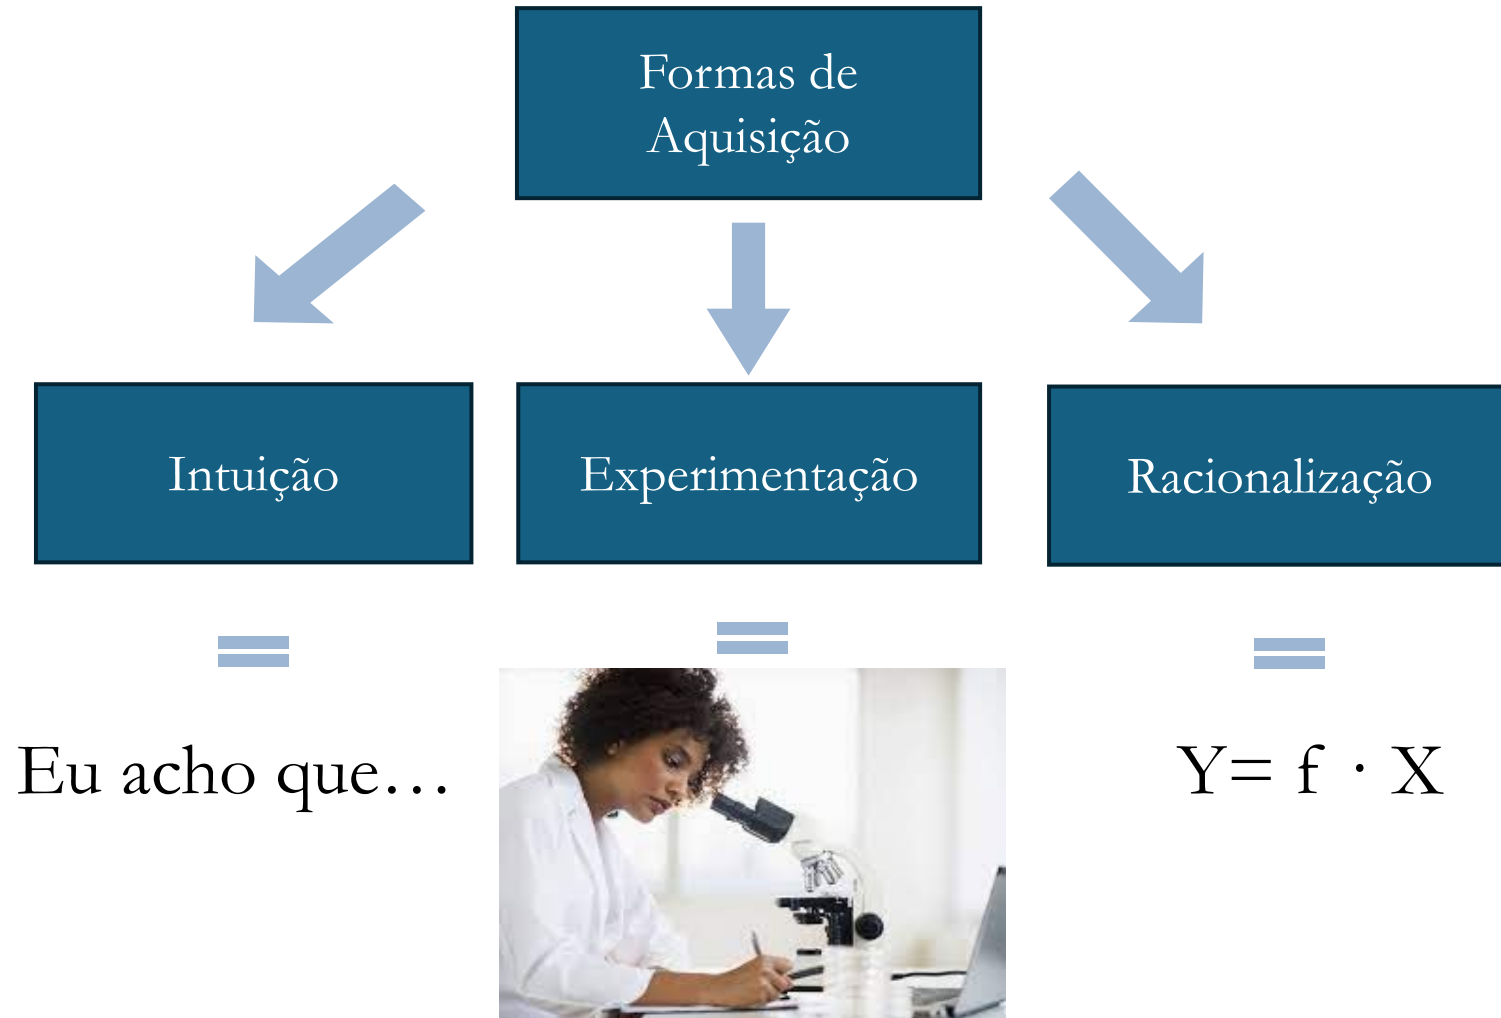 Formas de
Aquisição
Intuição
Experimentação
Racionalização
Eu acho que…
Y= f · X